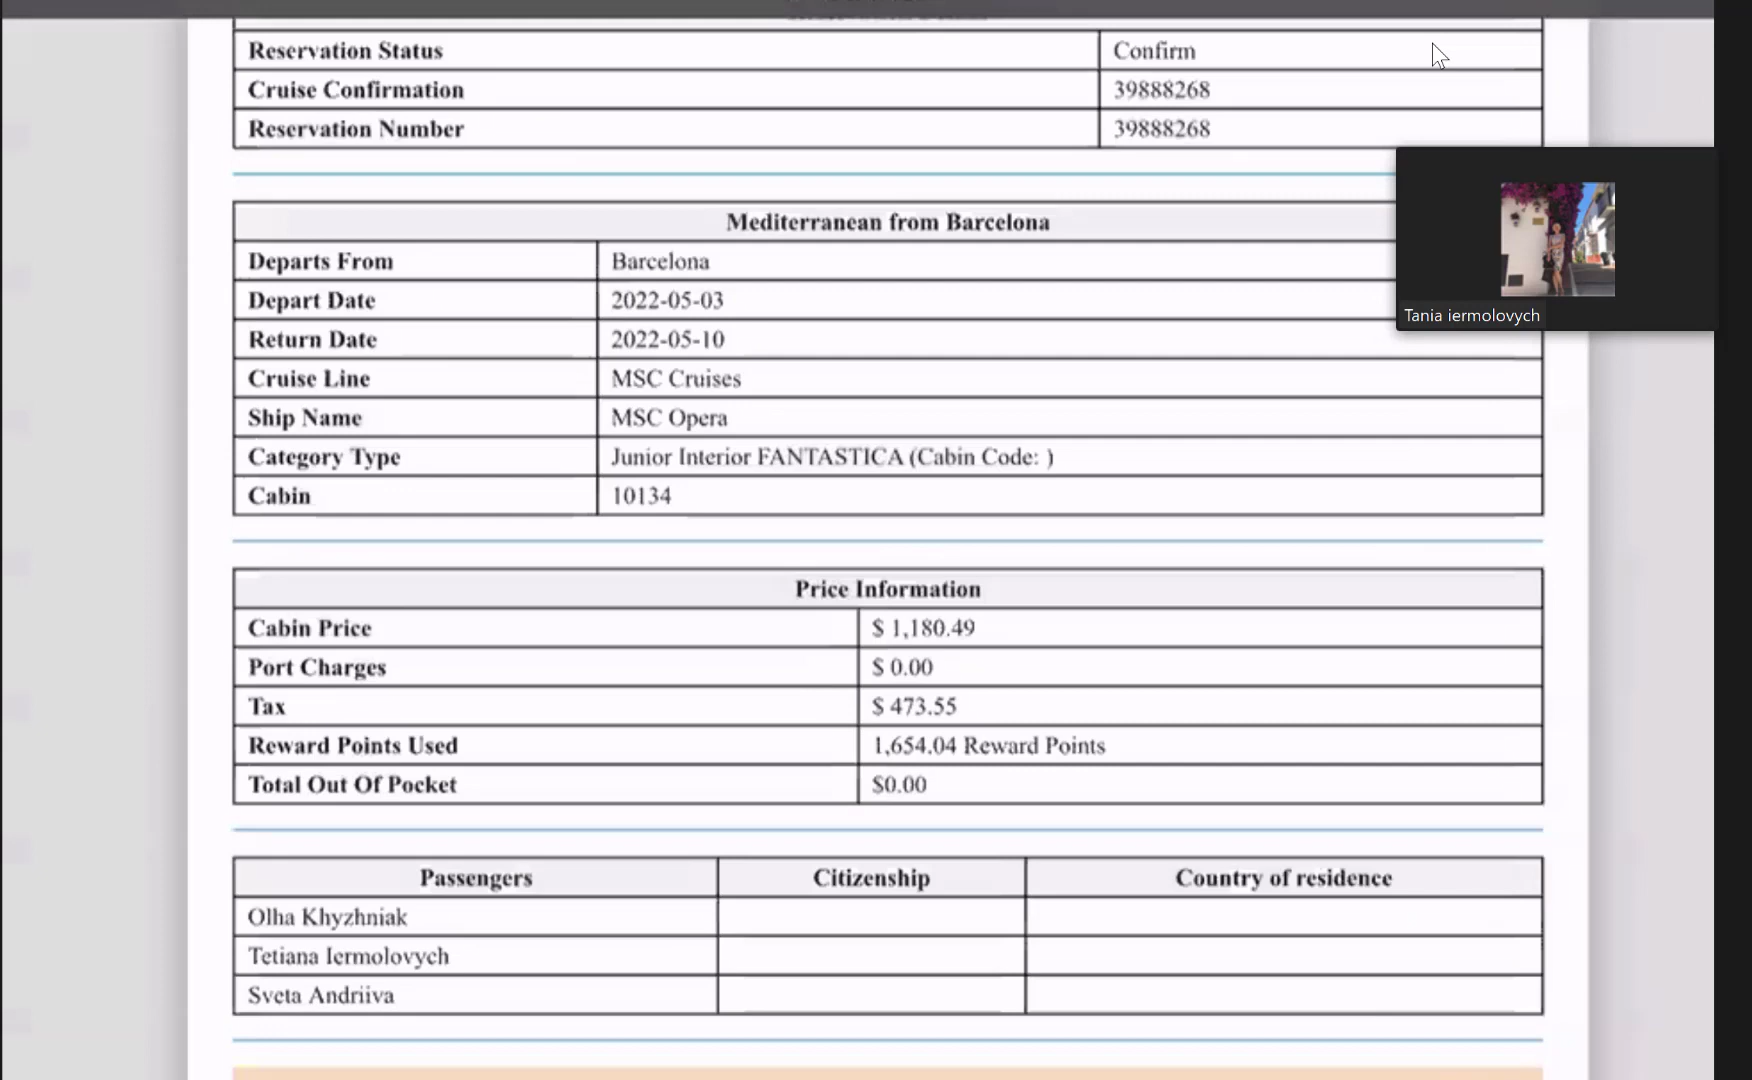 Reservation Status Confirm
Cruise Confirmation 39888268
Reservation Number 39888268
Mediterranean from Barcelona
Departs From Barcelona
Depart Date 2022-05-03
Return Date 2022-05-10
Cruise Line MSC Cruises
Ship Name MSC Opera
Category Type Junior Interior FANTASTICA (Cabin Code: )
Cabin 10134
Tania iermolovych
Price Information
Cabin Price $ 1,180.49
Port Charges $ 0.00
Tax $ 473.55
Reward Points Used 1,654.04 Reward Points
Total Out Of Pocket $0.00
Passengers Citizenship Country of residence
Olha Khyzhniak
Tetiana Iermolovych
Sveta Andriiva